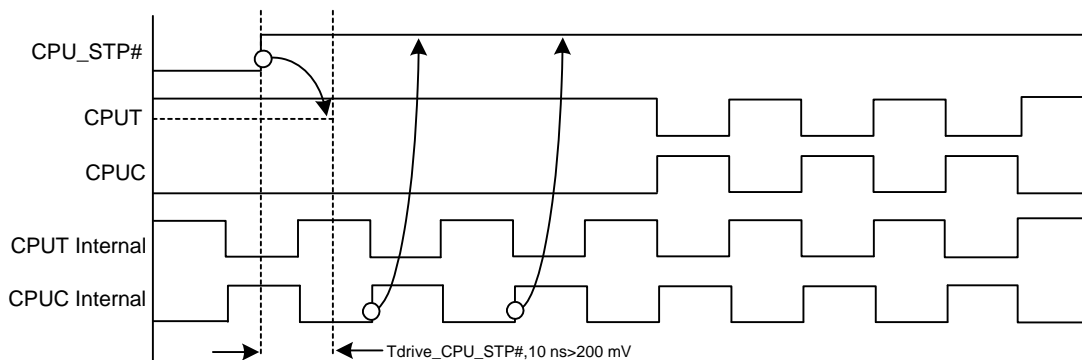 CPU_STP#
CPUT
CPUC
CPUT Internal
CPUC Internal
Tdrive_CPU_STP#,10 ns>200 mV